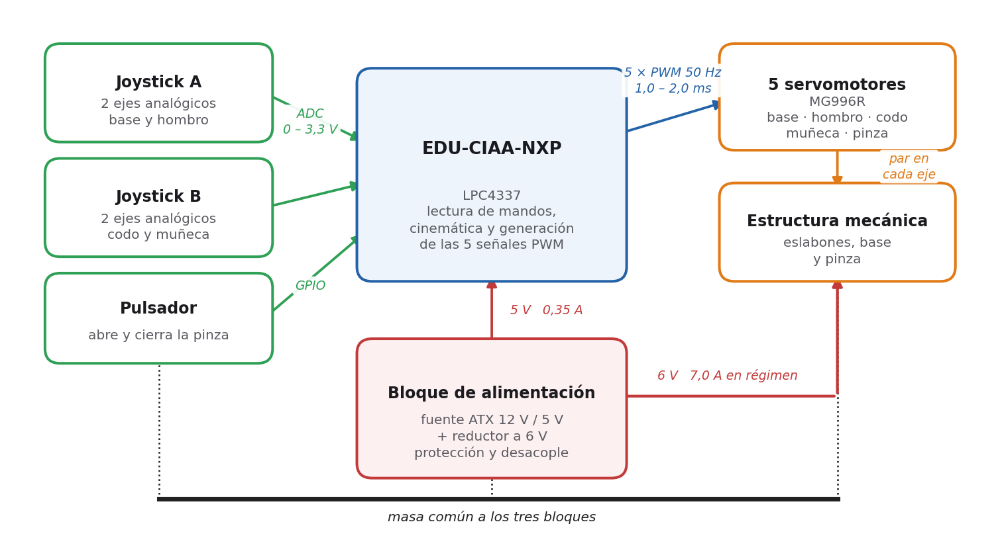 Joystick A
2 ejes analógicos
base y hombro
ADC
0 – 3,3 V
Joystick B
2 ejes analógicos
codo y muñeca
Pulsador
abre y cierra la pinza
GPIO
EDU-CIAA-NXP
LPC4337
lectura de mandos,
cinemática y generación
de las 5 señales PWM
5 × PWM 50 Hz
1,0 – 2,0 ms
5 servomotores
MG996R
base · hombro · codo
muñeca · pinza
par en
cada eje
Estructura mecánica
eslabones, base
y pinza
5 V 0,35 A
Bloque de alimentación
fuente ATX 12 V / 5 V
+ reductor a 6 V
protección y desacople
6 V 7,0 A en régimen
masa común a los tres bloques